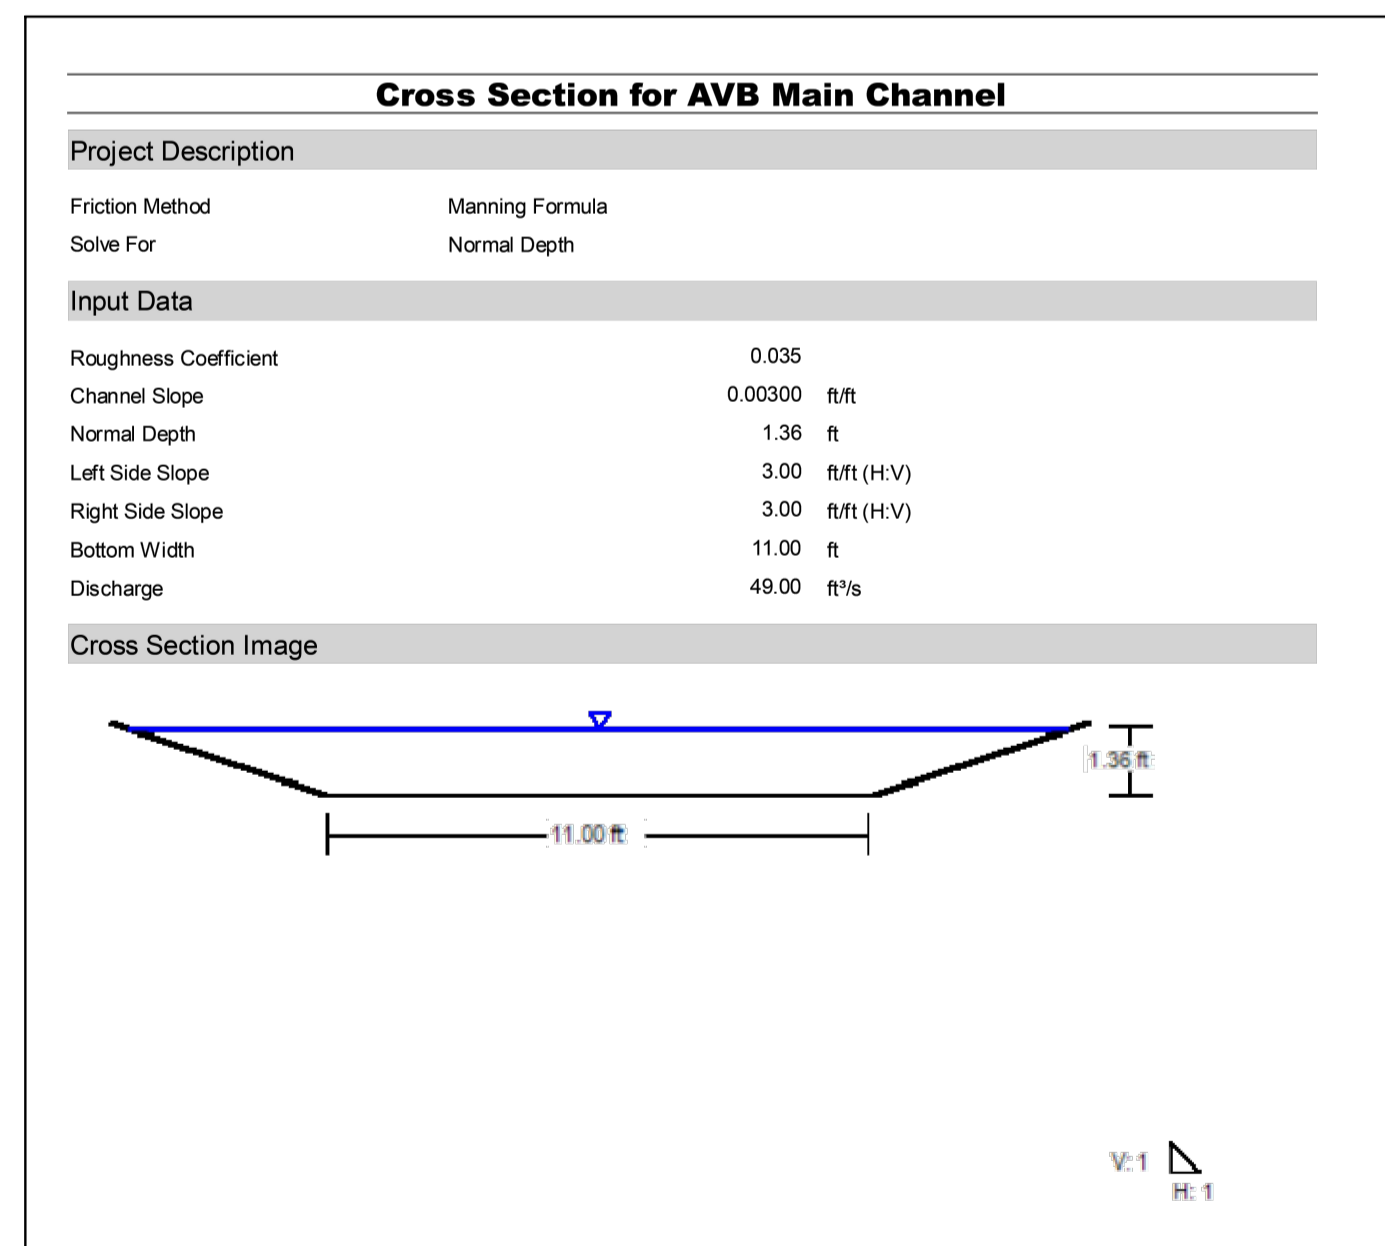 Cross Section for AVB Main Channel
Project Description
Friction Method Manning Formula
Solve For Normal Depth
Input Data
Roughness Coefficient 0.035
Channel Slope 0.00300 ft/ft
Normal Depth 1.36 ft
Left Side Slope 3.00 ft/ft (H:V)
Right Side Slope 3.00 ft/ft (H:V)
Bottom Width 11.00 ft
Discharge 49.00 ft³/s
Cross Section Image
1.36 ft
11.00 ft
V: 1
H: 1